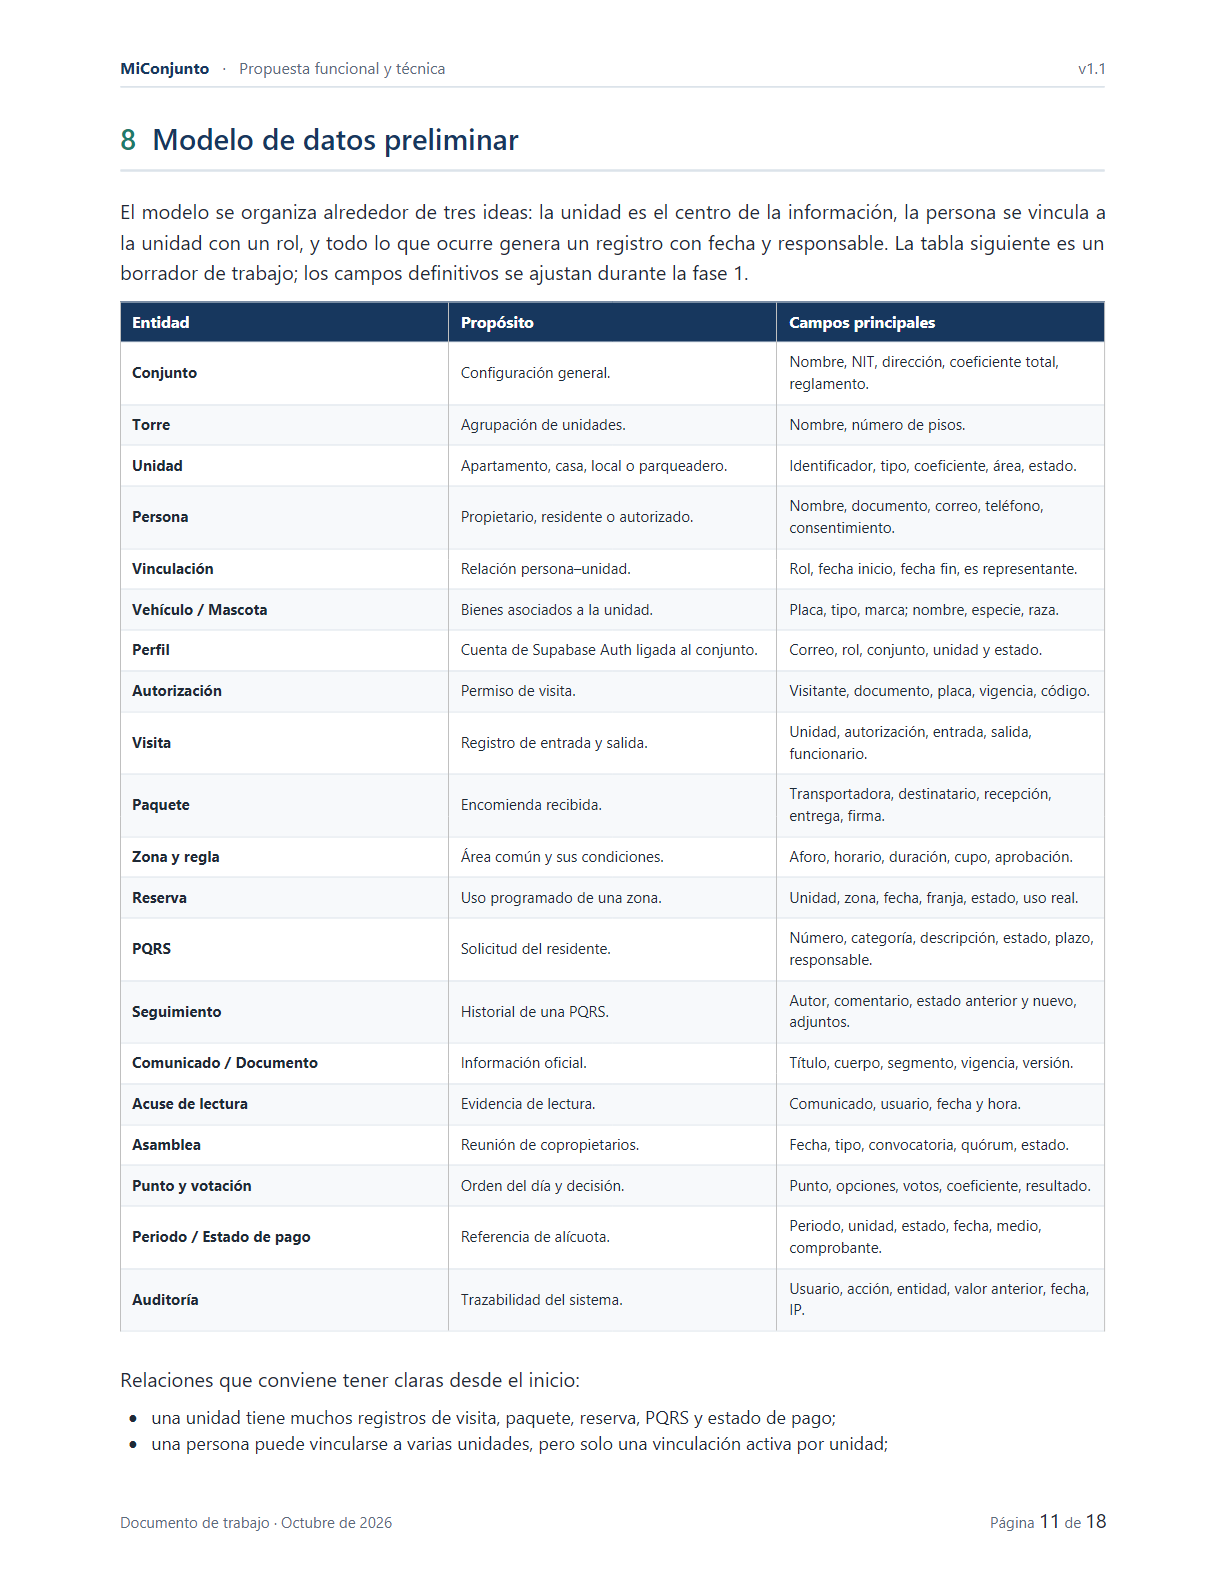 MiConjunto · Propuesta funcional y técnica v1.1
8 Modelo de datos preliminar
El modelo se organiza alrededor de tres ideas: la unidad es el centro de la información, la persona se vincula a
la unidad con un rol, y todo lo que ocurre genera un registro con fecha y responsable. La tabla siguiente es un
borrador de trabajo; los campos definitivos se ajustan durante la fase 1.
Entidad Propósito Campos principales
Conjunto Configuración general. Nombre, NIT, dirección, coeficiente total,
reglamento.
Torre Agrupación de unidades. Nombre, número de pisos.
Unidad Apartamento, casa, local o parqueadero. Identificador, tipo, coeficiente, área, estado.
Persona Propietario, residente o autorizado. Nombre, documento, correo, teléfono,
consentimiento.
Vinculación Relación persona–unidad. Rol, fecha inicio, fecha fin, es representante.
Vehículo / Mascota Bienes asociados a la unidad. Placa, tipo, marca; nombre, especie, raza.
Perfil Cuenta de Supabase Auth ligada al conjunto. Correo, rol, conjunto, unidad y estado.
Autorización Permiso de visita. Visitante, documento, placa, vigencia, código.
Visita Registro de entrada y salida. Unidad, autorización, entrada, salida,
funcionario.
Paquete Encomienda recibida. Transportadora, destinatario, recepción,
entrega, firma.
Zona y regla Área común y sus condiciones. Aforo, horario, duración, cupo, aprobación.
Reserva Uso programado de una zona. Unidad, zona, fecha, franja, estado, uso real.
PQRS Solicitud del residente. Número, categoría, descripción, estado, plazo,
responsable.
Seguimiento Historial de una PQRS. Autor, comentario, estado anterior y nuevo,
adjuntos.
Comunicado / Documento Información oficial. Título, cuerpo, segmento, vigencia, versión.
Acuse de lectura Evidencia de lectura. Comunicado, usuario, fecha y hora.
Asamblea Reunión de copropietarios. Fecha, tipo, convocatoria, quórum, estado.
Punto y votación Orden del día y decisión. Punto, opciones, votos, coeficiente, resultado.
Periodo / Estado de pago Referencia de alícuota. Periodo, unidad, estado, fecha, medio,
comprobante.
Auditoría Trazabilidad del sistema. Usuario, acción, entidad, valor anterior, fecha,
IP.
Relaciones que conviene tener claras desde el inicio:
• una unidad tiene muchos registros de visita, paquete, reserva, PQRS y estado de pago;
• una persona puede vincularse a varias unidades, pero solo una vinculación activa por unidad;
Documento de trabajo · Octubre de 2026 Página 11 de 18